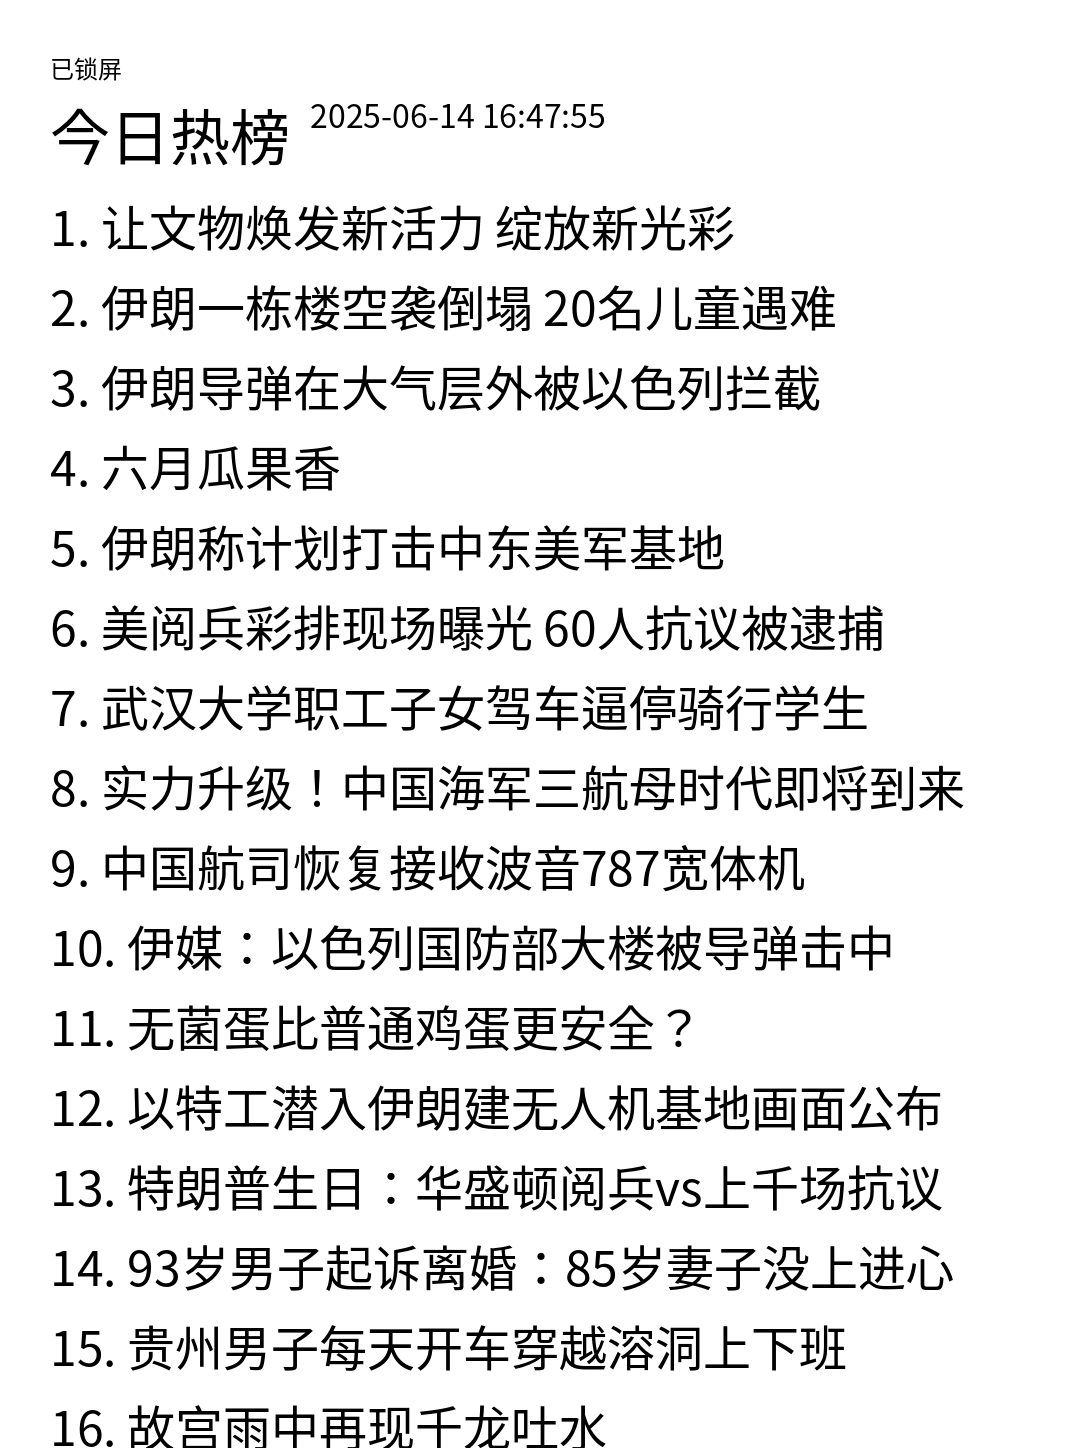 已锁屏
今日热榜 2025-06-14 16:47:55
1. 让文物焕发新活力 绽放新光彩
2. 伊朗一栋楼空袭倒塌 20名儿童遇难
3. 伊朗导弹在大气层外被以色列拦截
4. 六月瓜果香
5. 伊朗称计划打击中东美军基地
6. 美阅兵彩排现场曝光 60人抗议被逮捕
7. 武汉大学职工子女驾车逼停骑行学生
8. 实力升级！中国海军三航母时代即将到来
9. 中国航司恢复接收波音787宽体机
10. 伊媒：以色列国防部大楼被导弹击中
11. 无菌蛋比普通鸡蛋更安全？
12. 以特工潜入伊朗建无人机基地画面公布
13. 特朗普生日：华盛顿阅兵vs上千场抗议
14. 93岁男子起诉离婚：85岁妻子没上进心
15. 贵州男子每天开车穿越溶洞上下班
16. 故宫雨中再现千龙吐水